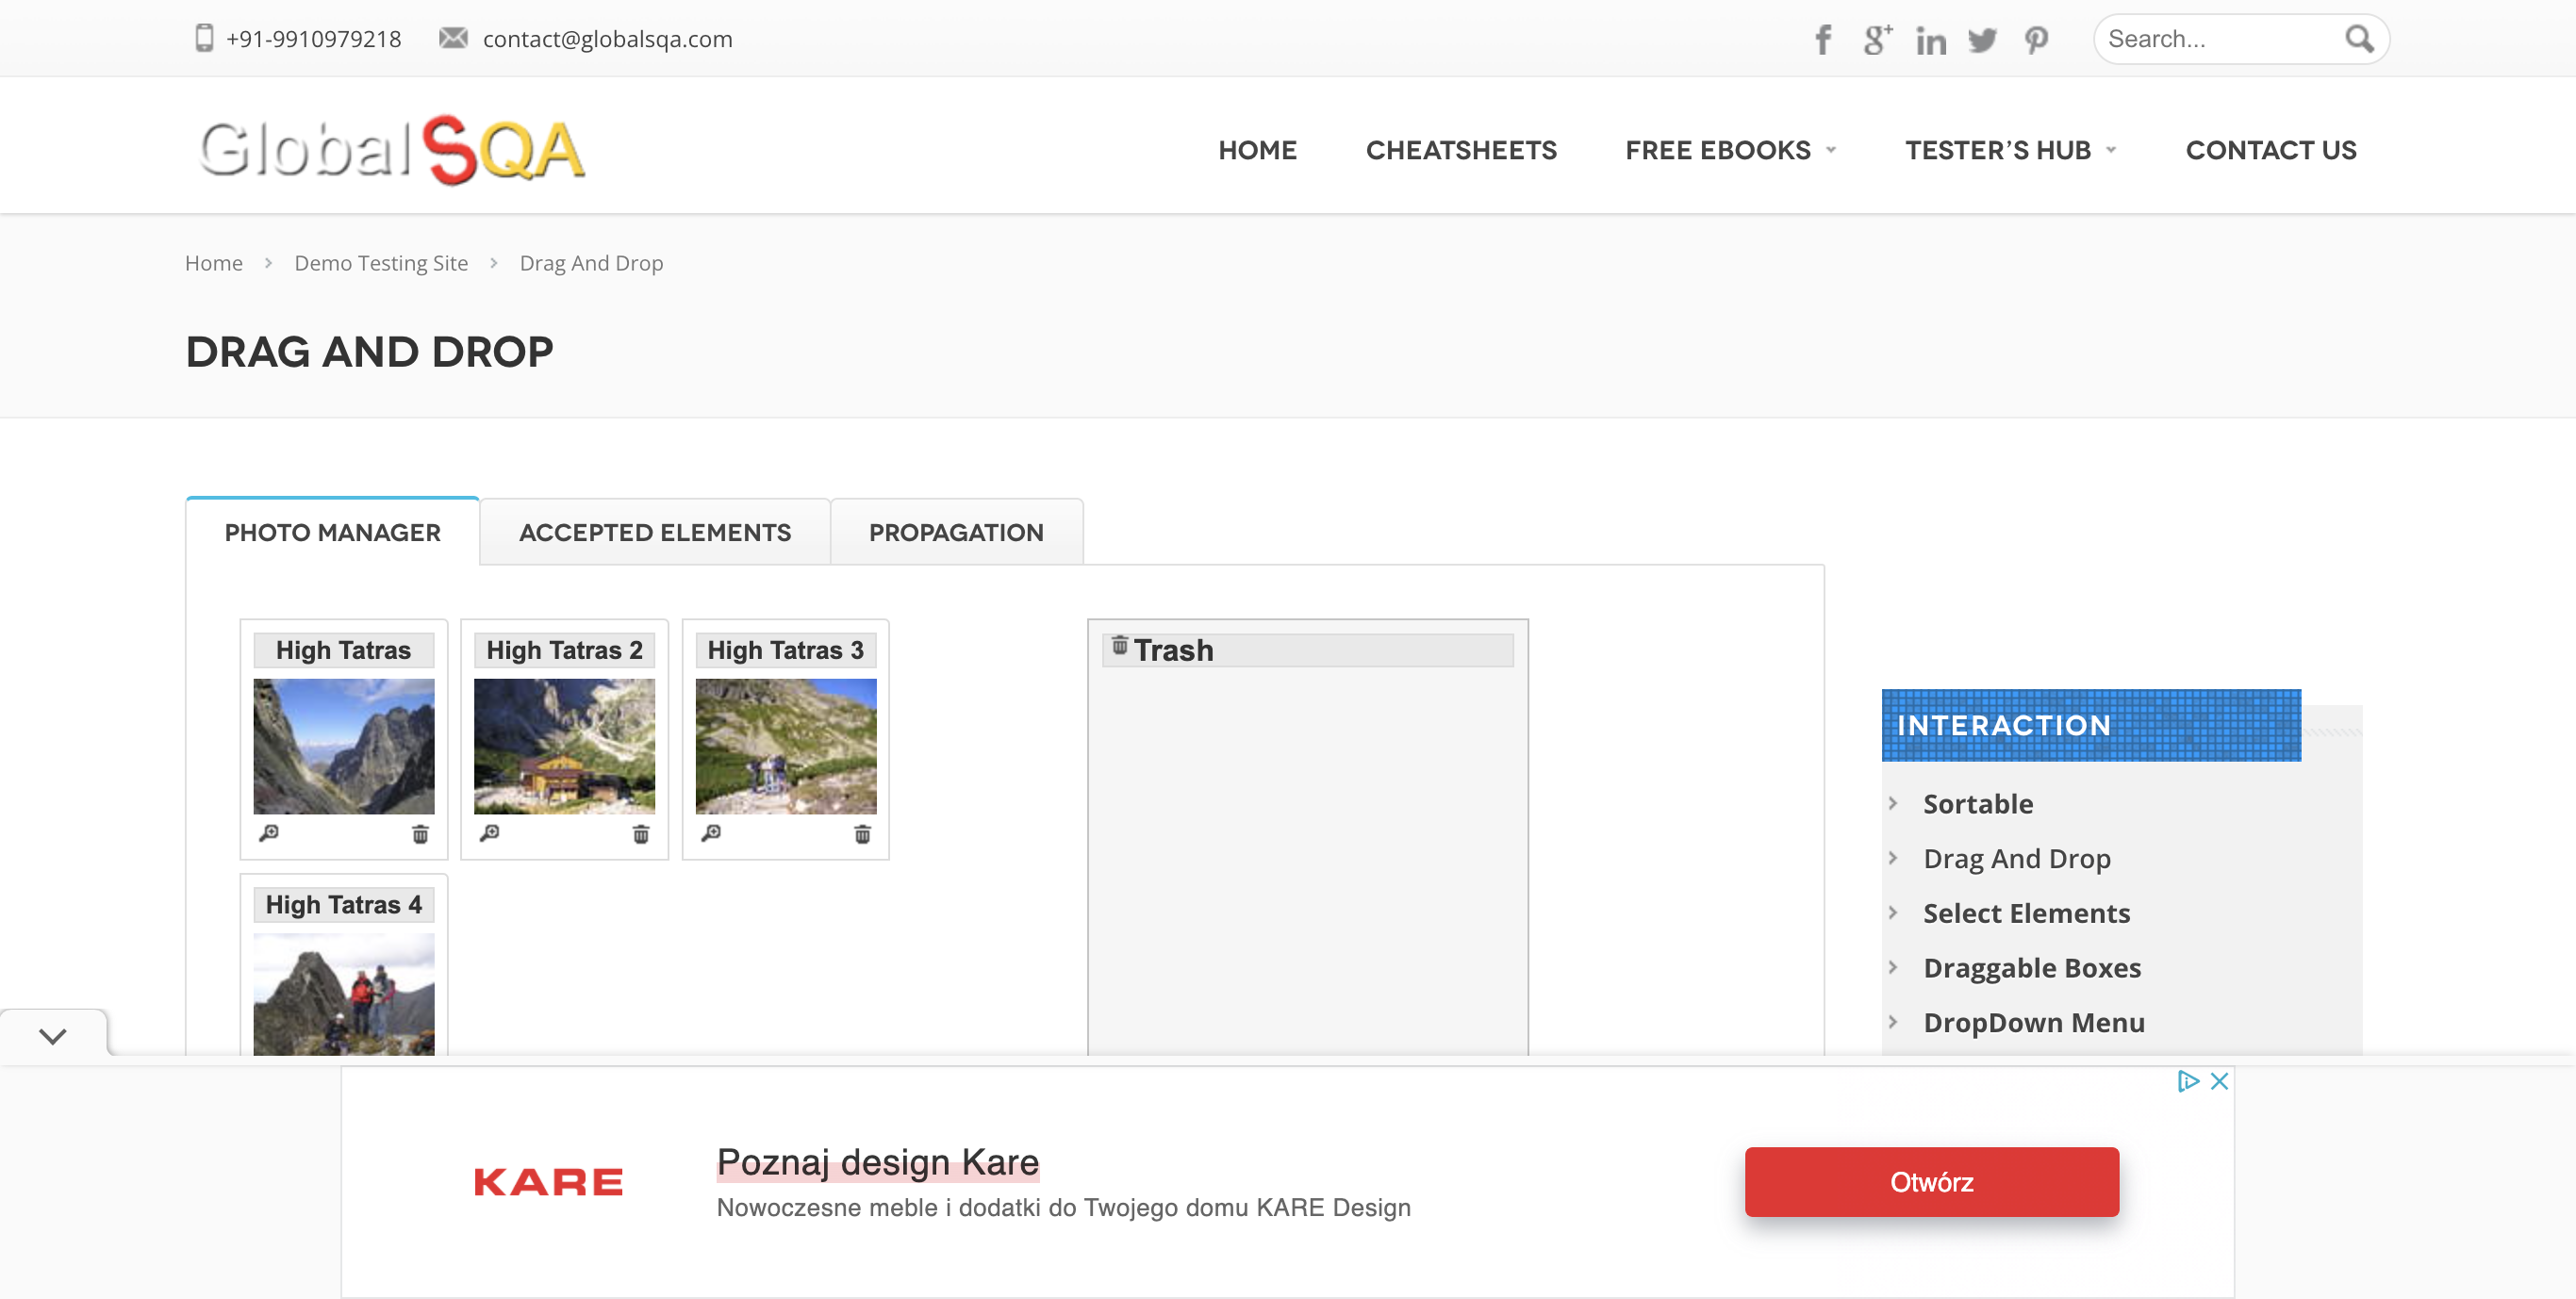 +91-9910979218 contact@globalsqa.com Search...
GlobalSQA
HOME CHEATSHEETS FREE EBOOKS TESTER’S HUB CONTACT US
Home > Demo Testing Site > Drag And Drop
DRAG AND DROP
PHOTO MANAGER ACCEPTED ELEMENTS PROPAGATION
High Tatras High Tatras 2 High Tatras 3
High Tatras 4
Trash
INTERACTION
Sortable
Drag And Drop
Select Elements
Draggable Boxes
DropDown Menu
KARE
Poznaj design Kare
Nowoczesne meble i dodatki do Twojego domu KARE Design
Otwórz